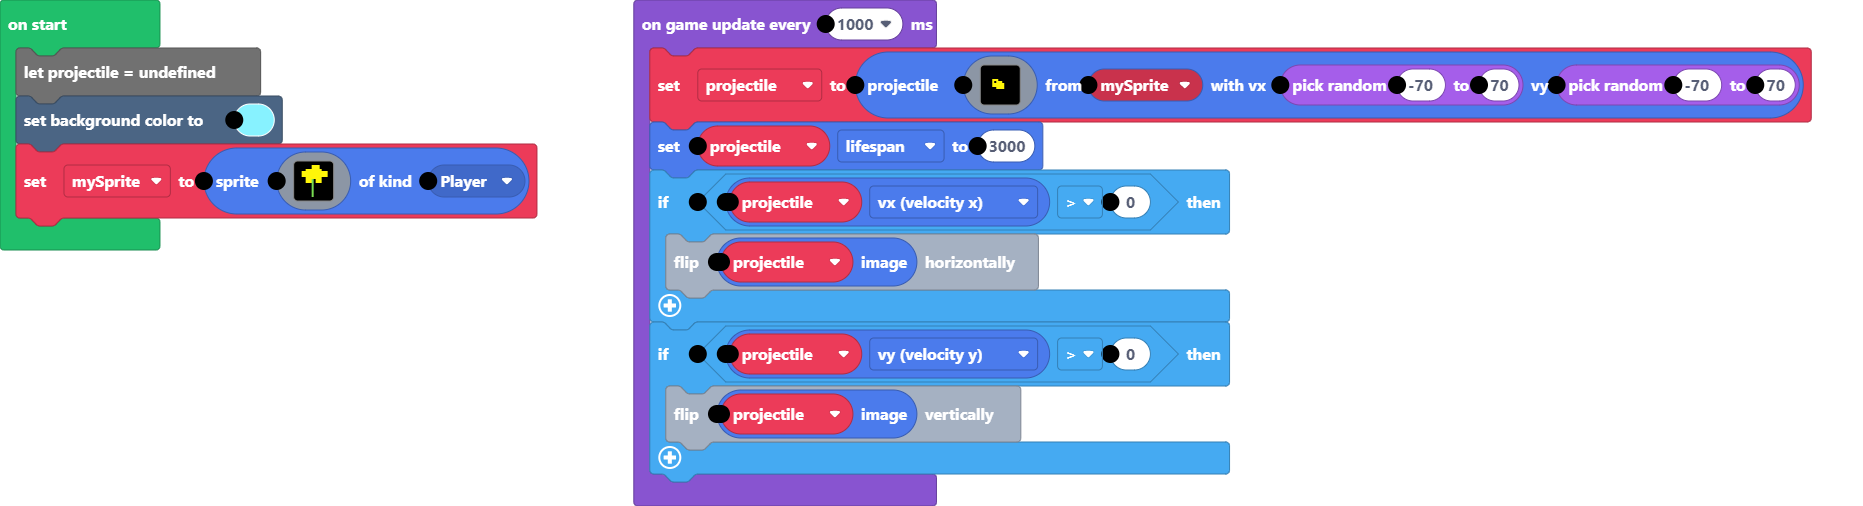 on start
let projectile = undefined
set background color to
set mySprite to sprite of kind Player
on game update every 1000 ms
set projectile to projectile from mySprite with vx pick random -70 to 70 vy pick random -70 to 70
set projectile lifespan to 3000
if projectile vx (velocity x) > 0 then
flip projectile image horizontally
if projectile vy (velocity y) > 0 then
flip projectile image vertically